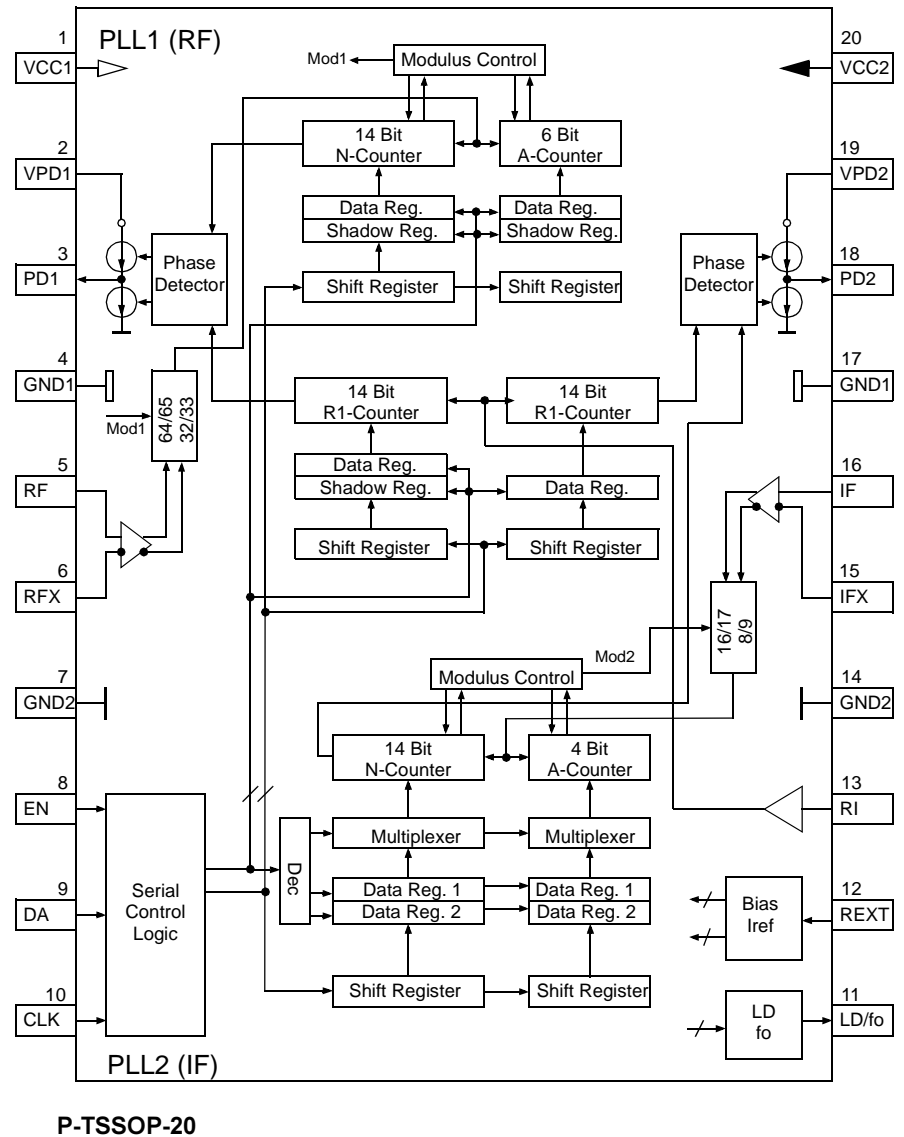 PLL1 (RF)
1
VCC1
2
VPD1
3
PD1
4
GND1
5
RF
6
RFX
7
GND2
8
EN
9
DA
10
CLK
20
VCC2
19
VPD2
18
PD2
17
GND1
16
IF
15
IFX
14
GND2
13
RI
12
REXT
11
LD/fo
Mod1
Modulus Control
14 Bit
N-Counter
6 Bit
A-Counter
Data Reg.
Shadow Reg.
Data Reg.
Shadow Reg.
Shift Register
Shift Register
Phase
Detector
Phase
Detector
Mod1
64/65
32/33
14 Bit
R1-Counter
14 Bit
R1-Counter
Data Reg.
Shadow Reg.
Data Reg.
Shift Register
Shift Register
16/17
8/9
Mod2
Modulus Control
14 Bit
N-Counter
4 Bit
A-Counter
Multiplexer
Multiplexer
Dec
Data Reg. 1
Data Reg. 2
Data Reg. 1
Data Reg. 2
Shift Register
Shift Register
Serial
Control
Logic
Bias
Iref
LD
fo
PLL2 (IF)
P-TSSOP-20